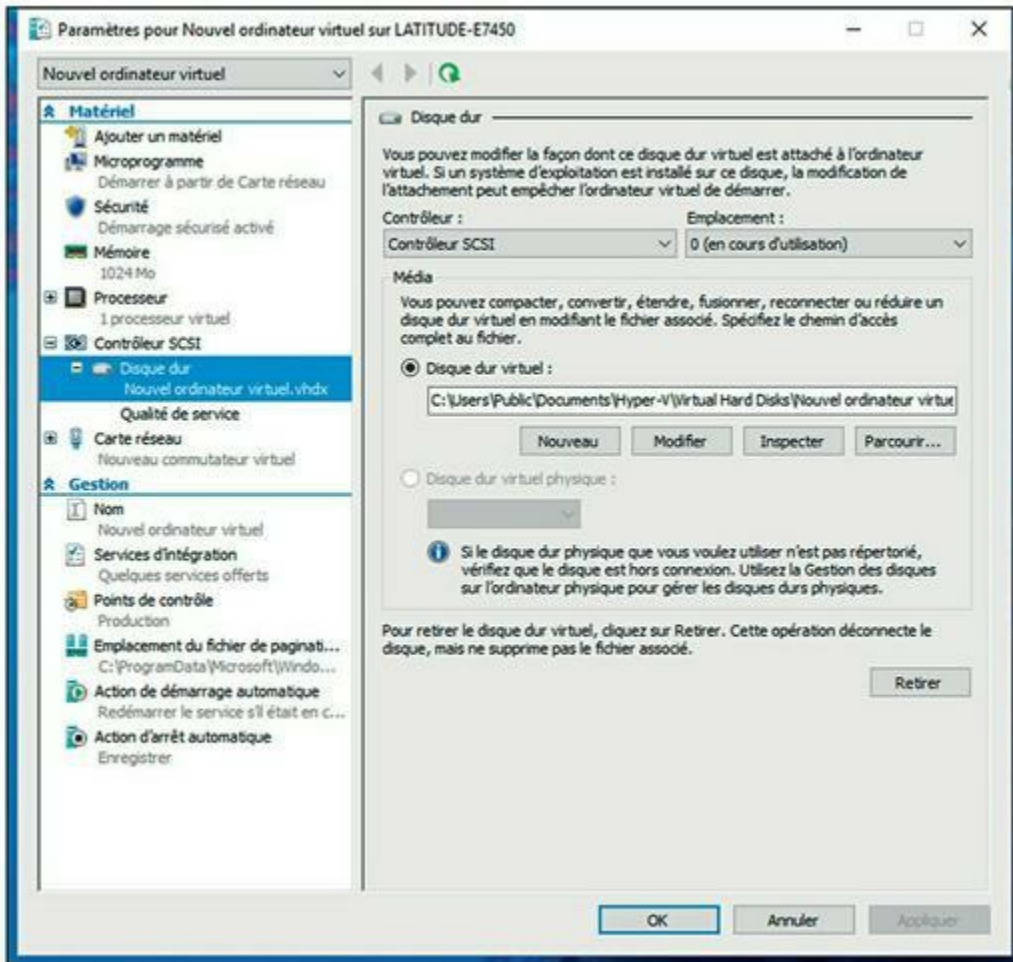 Paramètres pour Nouvel ordinateur virtuel sur LATITUDE-E7450
Nouvel ordinateur virtuel
Matériel
Ajouter un matériel
Microprogramme
Démarrer à partir de Carte réseau
Sécurité
Démarrage sécurisé activé
Mémoire
1024 Mo
Processeur
1 processeur virtuel
Contrôleur SCSI
Disque dur
Nouvel ordinateur virtuel.vhdx
Qualité de service
Carte réseau
Nouveau commutateur virtuel
Gestion
Nom
Nouvel ordinateur virtuel
Services d'intégration
Quelques services offerts
Points de contrôle
Production
Emplacement du fichier de paginati...
C:\ProgramData\Microsoft\Windo...
Action de démarrage automatique
Redémarrer le service s'il était en c...
Action d'arrêt automatique
Enregistrer
Disque dur
Vous pouvez modifier la façon dont ce disque dur virtuel est attaché à l'ordinateur
virtuel. Si un système d'exploitation est installé sur ce disque, la modification de
l'attachement peut empêcher l'ordinateur virtuel de démarrer.
Contrôleur : Emplacement :
Contrôleur SCSI 0 (en cours d'utilisation)
Média
Vous pouvez compacter, convertir, étendre, fusionner, reconnecter ou réduire un
disque dur virtuel en modifiant le fichier associé. Spécifiez le chemin d'accès
complet au fichier.
Disque dur virtuel :
C:\Users\Public\Documents\Hyper-V\Virtual Hard Disks\Nouvel ordinateur virtue
Nouveau Modifier Inspecter Parcourir...
Disque dur virtuel physique :
Si le disque dur physique que vous voulez utiliser n'est pas répertorié,
vérifiez que le disque est hors connexion. Utilisez la Gestion des disques
sur l'ordinateur physique pour gérer les disques durs physiques.
Pour retirer le disque dur virtuel, cliquez sur Retirer. Cette opération déconnecte le
disque, mais ne supprime pas le fichier associé.
Retirer
OK Annuler Appliquer